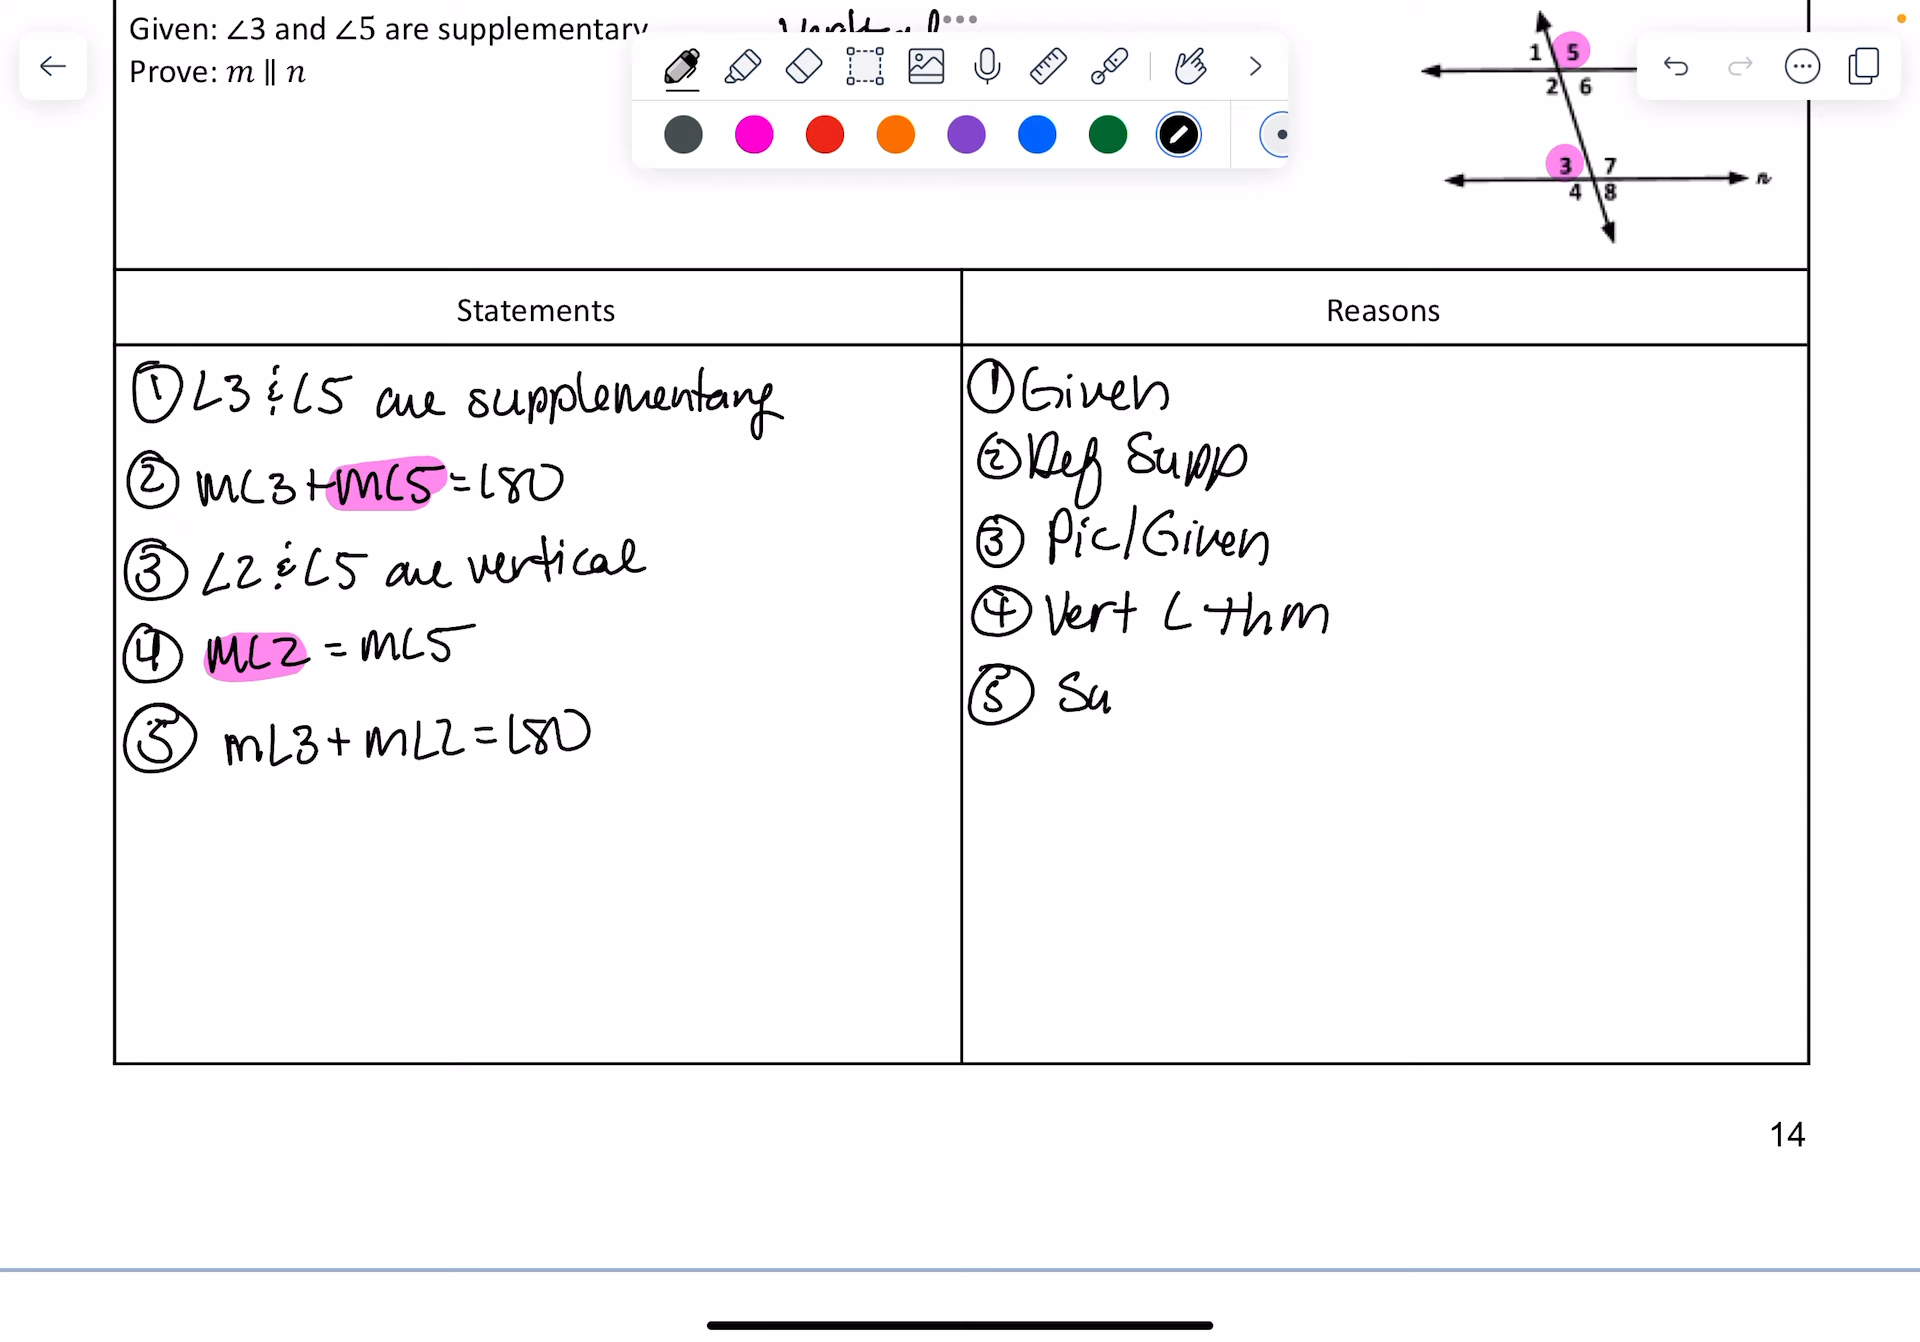 Given: ∠3 and ∠5 are supplementary
Prove: m ∥ n
1 5
2 6
3 7
4 8
n
Statements
Reasons
① ∠3 & ∠5 are supplementary
② m∠3 + m∠5 = 180
③ ∠2 & ∠5 are vertical
④ m∠2 = m∠5
⑤ m∠3 + m∠2 = 180
① Given
② Def Supp
③ Pic/Given
④ Vert ∠ thm
⑤ Su
14